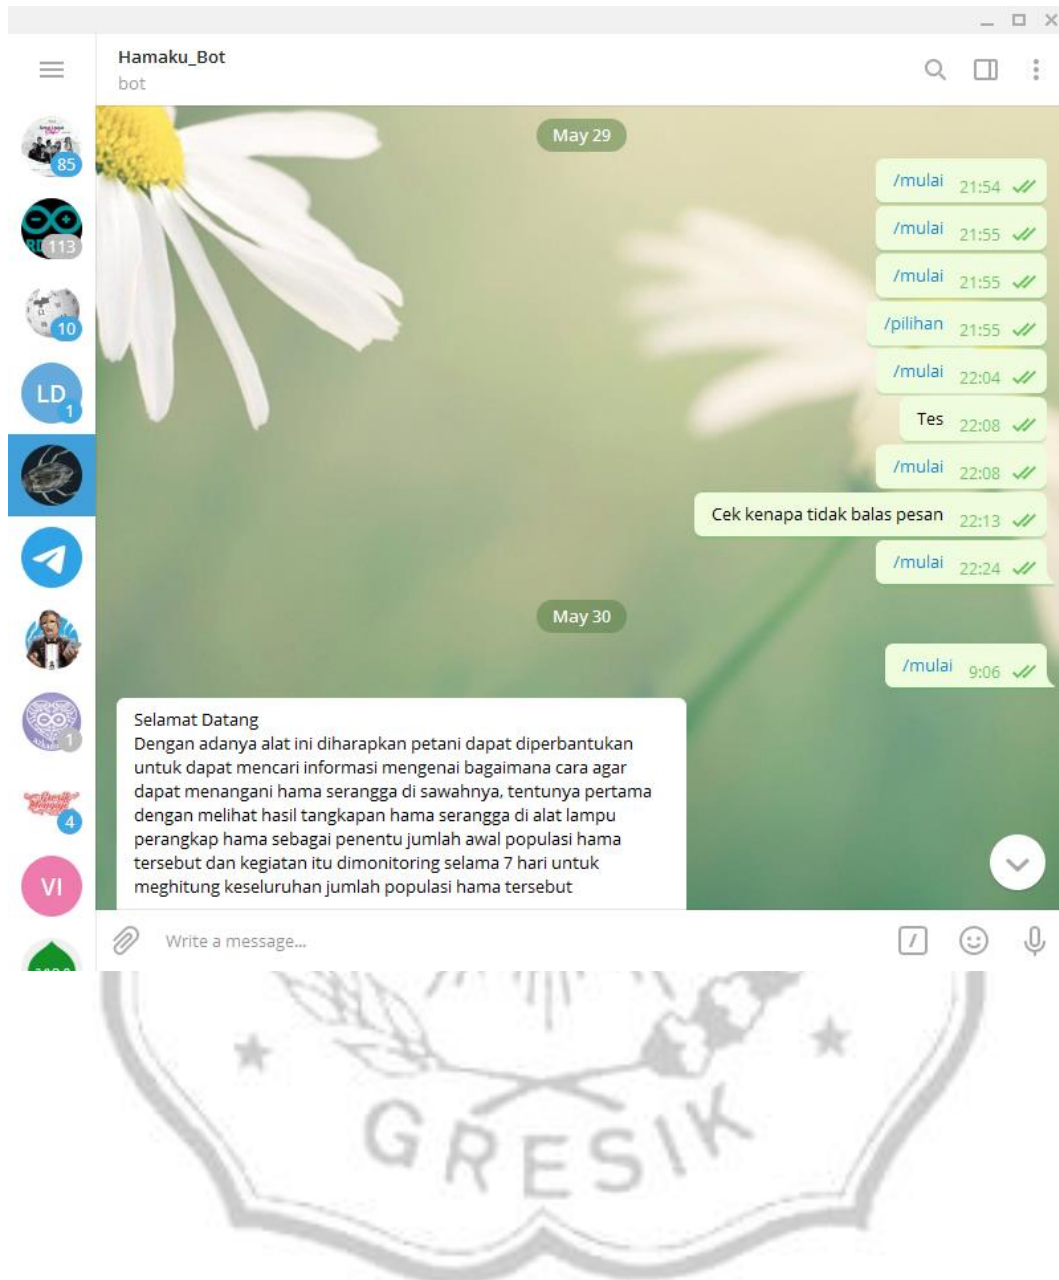 Hamaku_Bot
bot
May 29
/mulai 21:54
/mulai 21:55
/mulai 21:55
/pilihan 21:55
/mulai 22:04
Tes 22:08
/mulai 22:08
Cek kenapa tidak balas pesan 22:13
/mulai 22:24
May 30
/mulai 9:06
Selamat Datang
Dengan adanya alat ini diharapkan petani dapat diperbantukan
untuk dapat mencari informasi mengenai bagaimana cara agar
dapat menangani hama serangga di sawahnya, tentunya pertama
dengan melihat hasil tangkapan hama serangga di alat lampu
perangkap hama sebagai penentu jumlah awal populasi hama
tersebut dan kegiatan itu dimonitoring selama 7 hari untuk
meghitung keseluruhan jumlah populasi hama tersebut
Write a message...
85
113
10
LD
1
1
4
VI
GRESIK